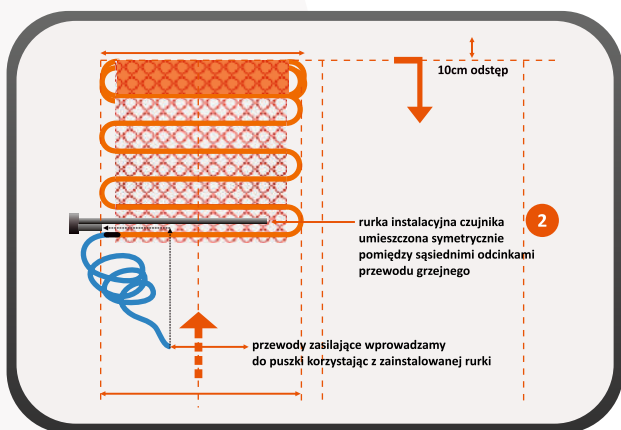 10cm odstęp
rurka instalacyjna czujnika
umieszczona symetrycznie
pomiędzy sąsiednimi odcinkami
przewodu grzejnego
2
przewody zasilające wprowadzamy
do puszki korzystając z zainstalowanej rurki